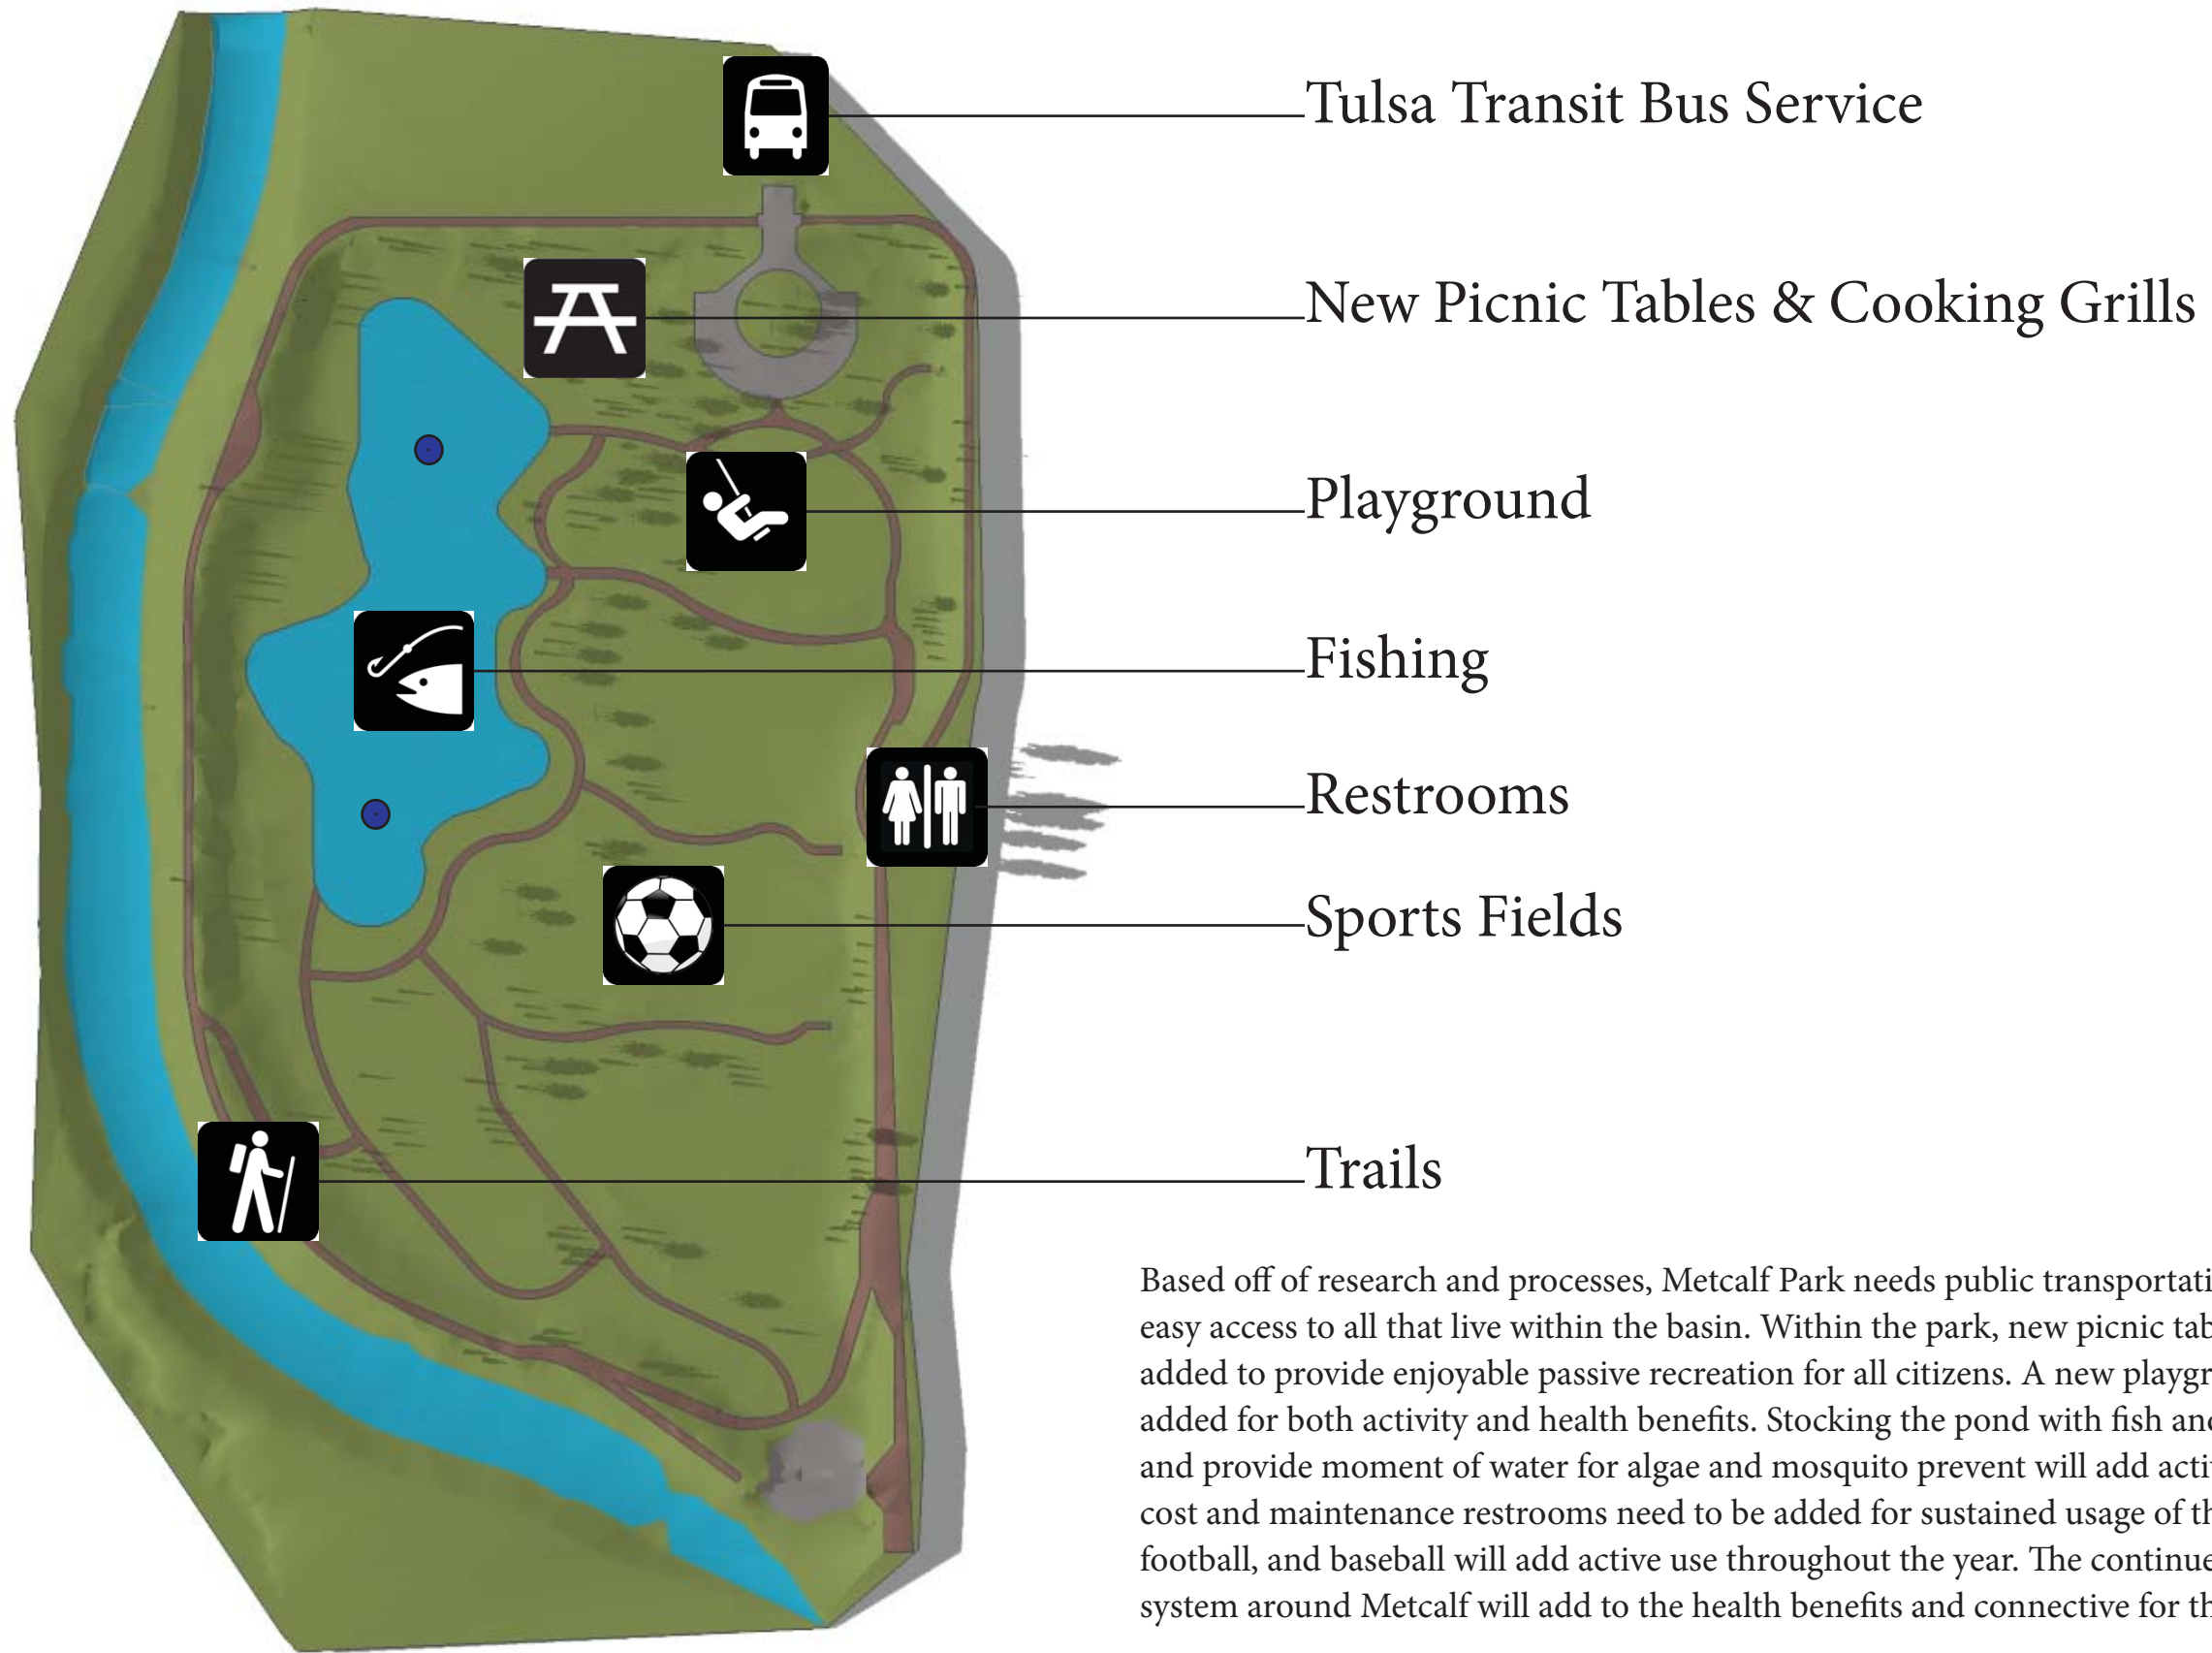 Tulsa Transit Bus Service
New Picnic Tables & Cooking Grills
Playground
Fishing
Restrooms
Sports Fields
Trails
Based off of research and processes, Metcalf Park needs public transportati
easy access to all that live within the basin. Within the park, new picnic tab
added to provide enjoyable passive recreation for all citizens. A new playgr
added for both activity and health benefits. Stocking the pond with fish and
and provide moment of water for algae and mosquito prevent will add activ
cost and maintenance restrooms need to be added for sustained usage of th
football, and baseball will add active use throughout the year. The continue
system around Metcalf will add to the health benefits and connective for th